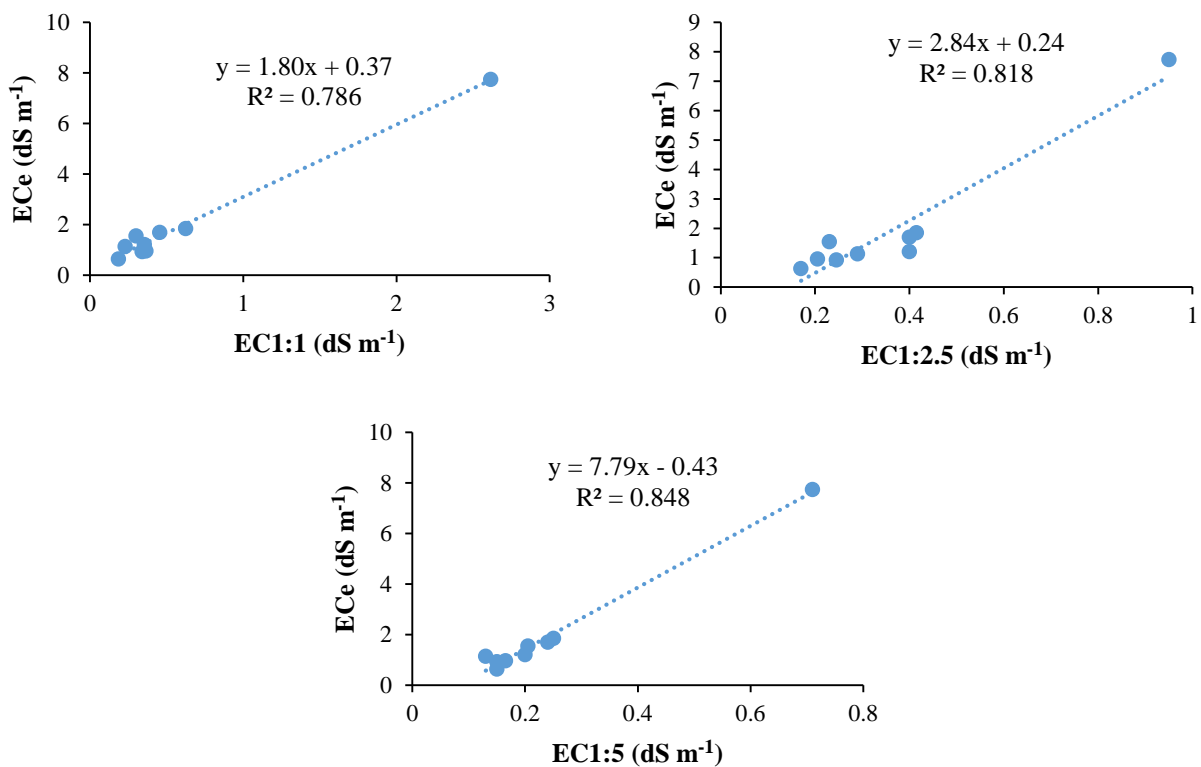 ECe (dS m⁻¹)
10
8
6
4
2
0
y = 1.80x + 0.37
R² = 0.786
0 1 2 3
EC1:1 (dS m⁻¹)
ECe (dS m⁻¹)
9
8
7
6
5
4
3
2
1
0
y = 2.84x + 0.24
R² = 0.818
0 0.2 0.4 0.6 0.8 1
EC1:2.5 (dS m⁻¹)
ECe (dS m⁻¹)
10
8
6
4
2
0
y = 7.79x - 0.43
R² = 0.848
0 0.2 0.4 0.6 0.8
EC1:5 (dS m⁻¹)